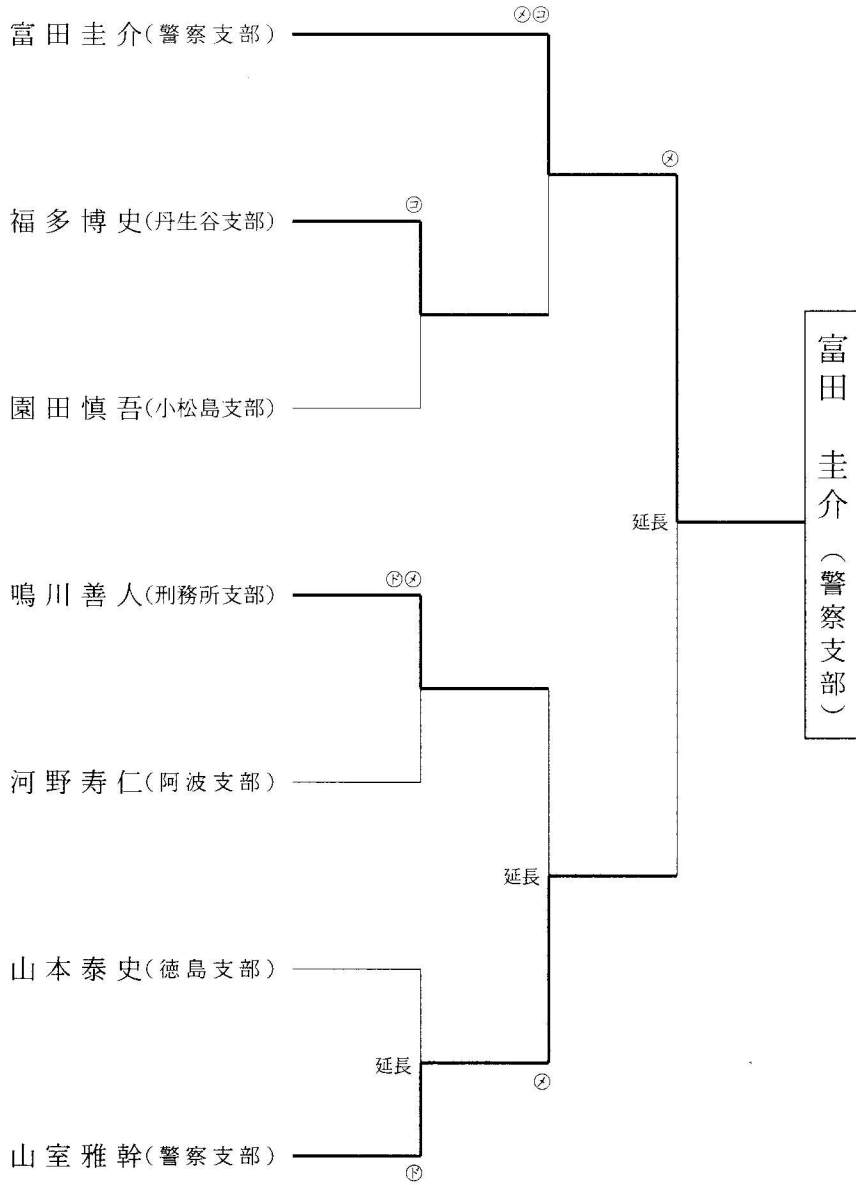 ㋱㋙
富田圭介(警察支部)
㋱
㋙
福多博史(丹生谷支部)
園田慎吾(小松島支部)
富田 圭介(警察支部)
延長
㋣゙㋱
鳴川善人(刑務所支部)
河野寿仁(阿波支部)
延長
山本泰史(徳島支部)
延長
㋱
山室雅幹(警察支部)
㋣゙